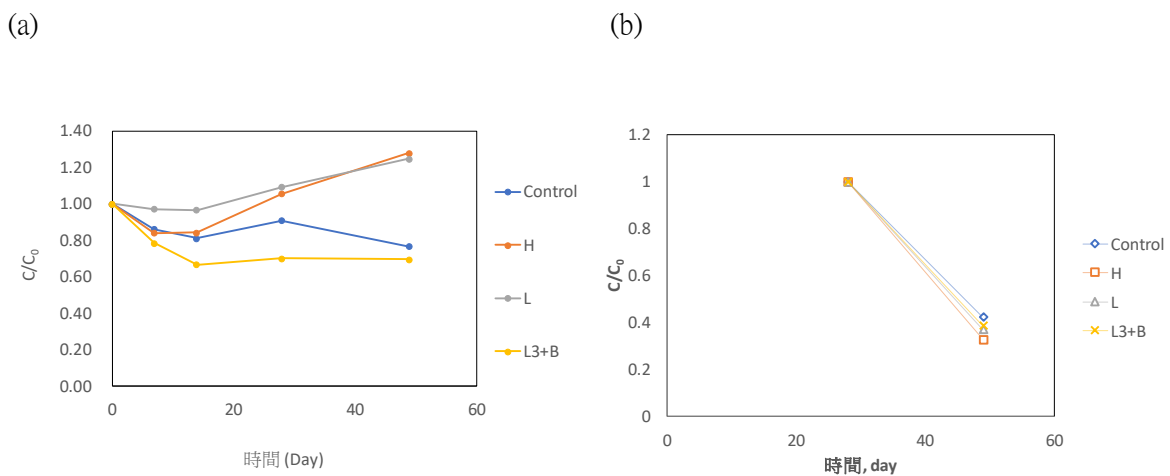 (a)
C/C₀
1.40
1.20
1.00
0.80
0.60
0.40
0.20
0.00
0 20 40 60
時間 (Day)
Control
H
L
L3+B
(b)
C/C₀
1.2
1
0.8
0.6
0.4
0.2
0
0 20 40 60
時間, day
Control
H
L
L3+B